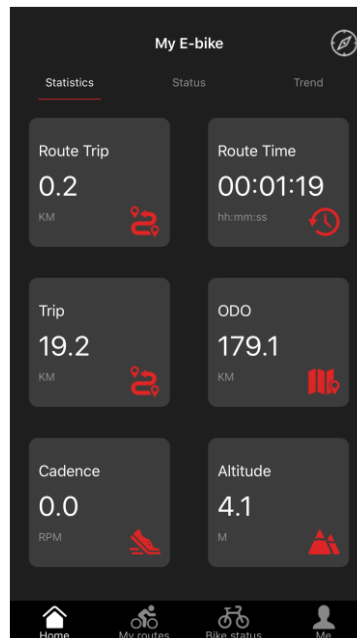 My E-bike
Statistics Status Trend
Route Trip
0.2
KM
Route Time
00:01:19
hh:mm:ss
Trip
19.2
KM
ODO
179.1
KM
Cadence
0.0
RPM
Altitude
4.1
M
Home My routes Bike status Me